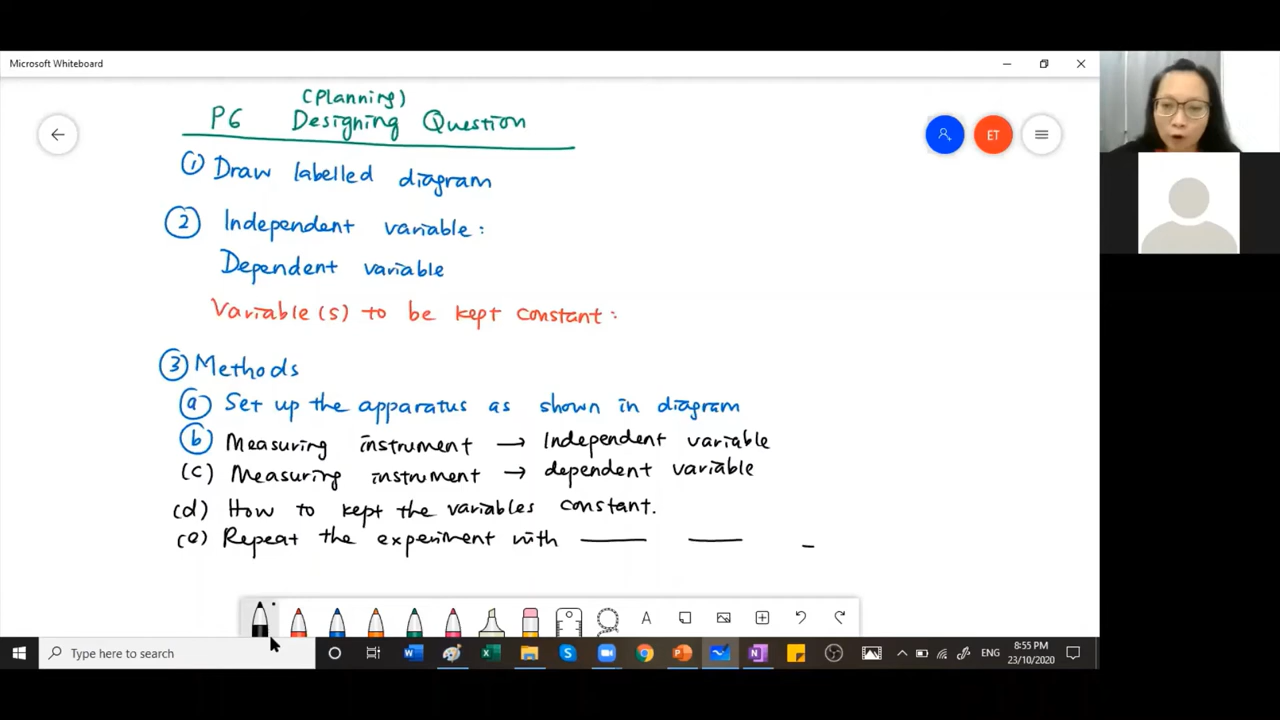 Microsoft Whiteboard
(Planning)
P6 Designing Question
ET
① Draw labelled diagram
② Independent variable:
Dependent variable
Variable(s) to be kept constant:
③ Methods
ⓐ Set up the apparatus as shown in diagram
ⓑ Measuring instrument → Independent variable
(c) Measuring instrument → dependent variable
(d) How to kept the variables constant.
(e) Repeat the experiment with ____ ____ _
A
Type here to search
ENG
8:55 PM
23/10/2020